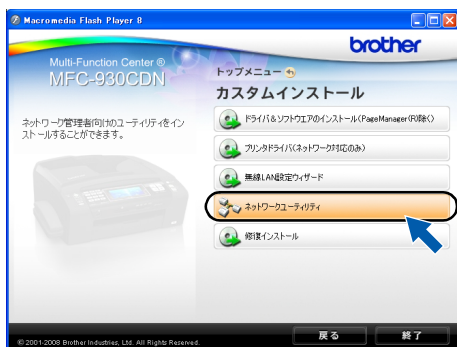 Macromedia Flash Player 8
brother
Multi-Function Center ®
MFC-930CDN
トップメニュー
カスタムインストール
ネットワーク管理者向けのユーティリティをイン
ストールすることができます。
ドライバ&ソフトウエアのインストール(PageManager(R)除く)
プリンタドライバ(ネットワーク対応のみ)
無線LAN設定ウィザード
ネットワークユーティリティ
修復インストール
戻る
終了
© 2001-2008 Brother Industries, Ltd. All Rights Reserved.